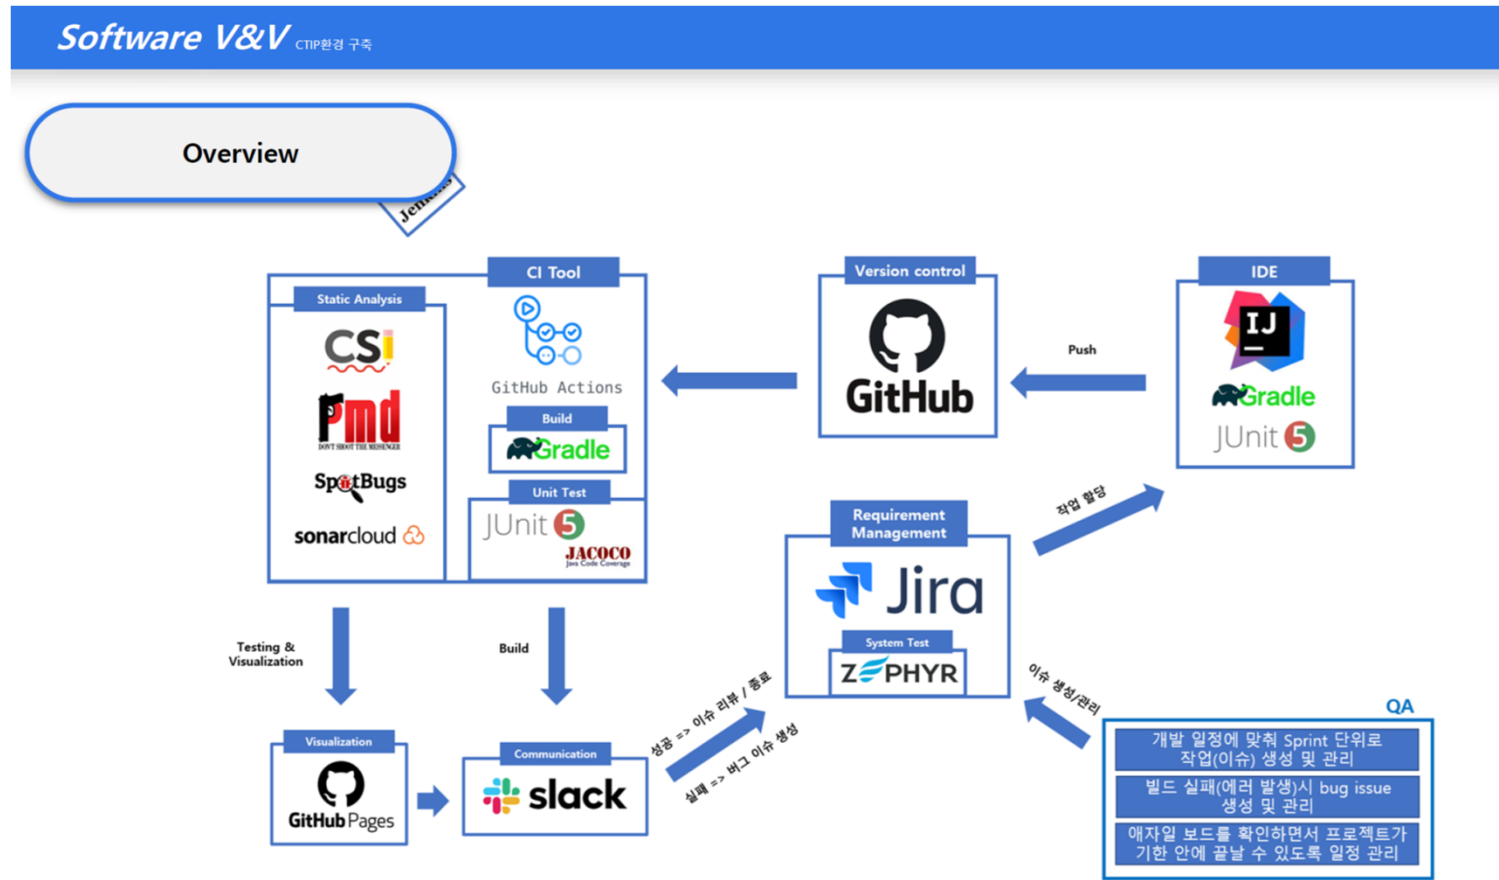 Software V&V CTIP환경 구축
Overview
Jenkins
CI Tool
Static Analysis
CSi
Pmd
DON'T SHOOT THE MESSENGER
SpotBugs
sonarcloud
GitHub Actions
Build
Gradle
Unit Test
JUnit 5
JACOCO
Java Code Coverage
Version control
GitHub
Push
IDE
IJ
Gradle
JUnit 5
작업 할당
Requirement
Management
Jira
System Test
ZEPHYR
이슈 생성/관리
Testing &
Visualization
Build
Visualization
GitHub Pages
Communication
slack
성공 => 이슈 리뷰 / 종료
실패 => 버그 이슈 생성
QA
개발 일정에 맞춰 Sprint 단위로
작업(이슈) 생성 및 관리
빌드 실패(에러 발생)시 bug issue
생성 및 관리
애자일 보드를 확인하면서 프로젝트가
기한 안에 끝날 수 있도록 일정 관리